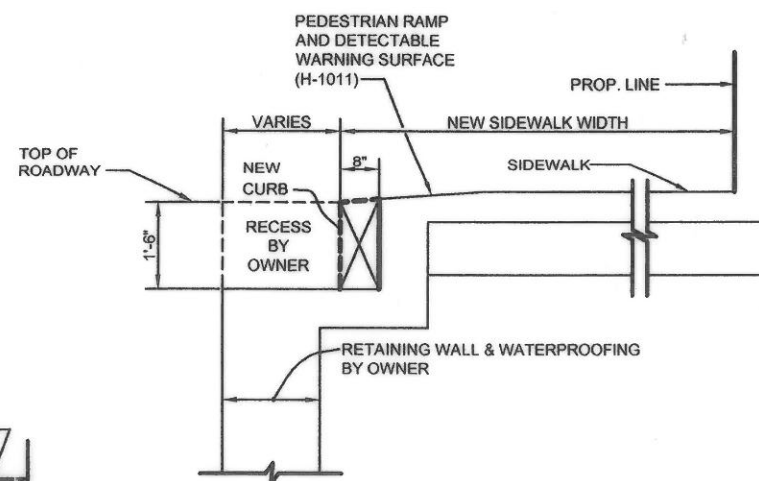 PEDESTRIAN RAMP
AND DETECTABLE
WARNING SURFACE
(H-1011)
PROP. LINE
VARIES
NEW SIDEWALK WIDTH
TOP OF
ROADWAY
NEW
CURB
8"
SIDEWALK
1'-6"
RECESS
BY
OWNER
RETAINING WALL & WATERPROOFING
BY OWNER